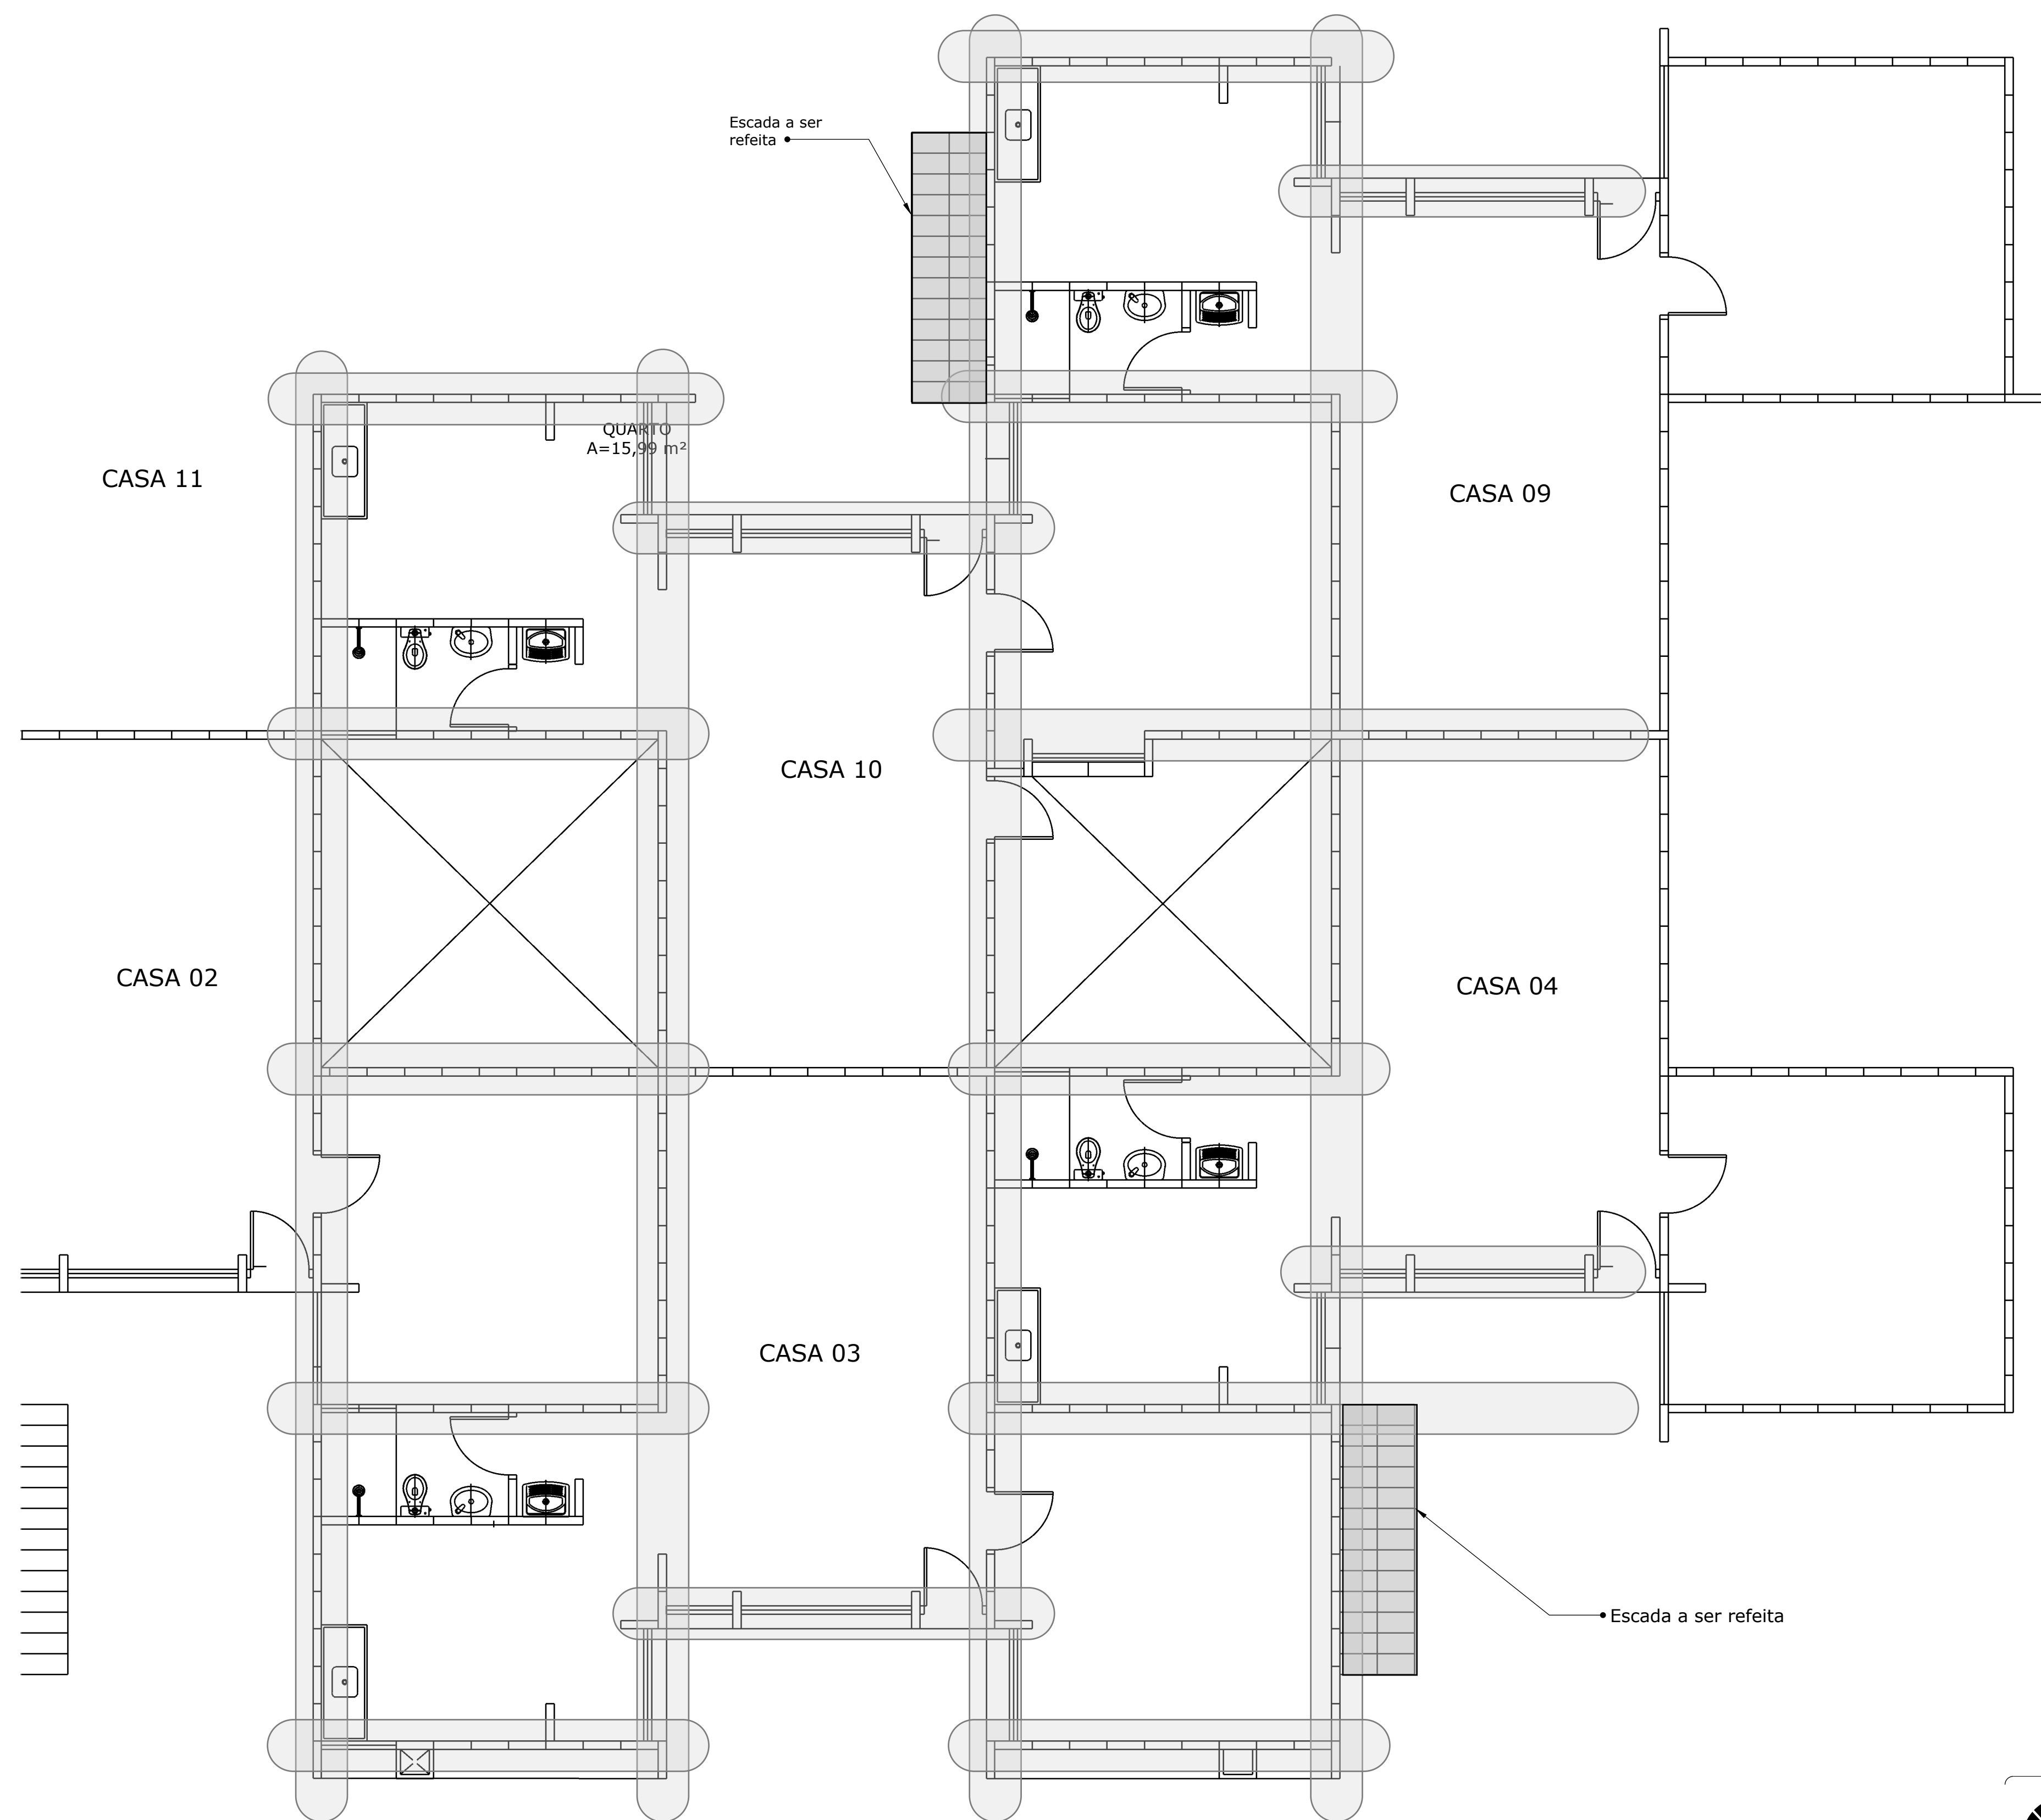 Escada a ser
refeita
QUARTO
A=15,99 m²
CASA 11
CASA 09
CASA 10
CASA 02
CASA 04
CASA 03
Escada a ser refeita